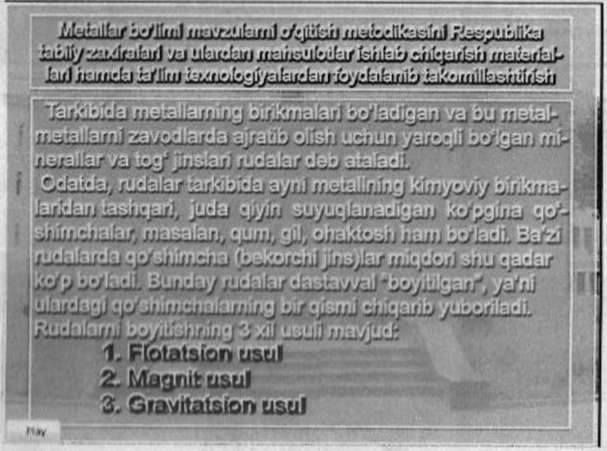 Metallar bo'limi mavzularni o'qitish metodikasini Respublika
tabiiy zaxiralari va ulardan mahsulotlar ishlab chiqarish material-
lari hamda ta'lim texnologiyalardan foydalanib takomillashtirish
Tarkibida metallarning birikmalari bo'ladigan va bu metal-
metallarni zavodlarda ajratib olish uchun yaroqli bo'lgan mi-
nerallar va tog' jinslari rudalar deb ataladi.
Odatda, rudalar tarkibida ayni metallning kimyoviy birikma-
laridan tashqari, juda qiyin suyuqlanadigan ko'pgina qo'-
shimchalar, masalan, qum, gil, ohaktosh ham bo'ladi. Ba'zi
rudalarda qo'shimcha (bekorchi jins)lar miqdori shu qadar
ko'p bo'ladi. Bunday rudalar dastavval "boyitilgan", ya'ni
ulardagi qo'shimchalarning bir qismi chiqarib yuboriladi.
Rudalarni boyitishning 3 xil usuli mavjud:
1. Flotatsion usul
2. Magnit usul
3. Gravitatsion usul
Play